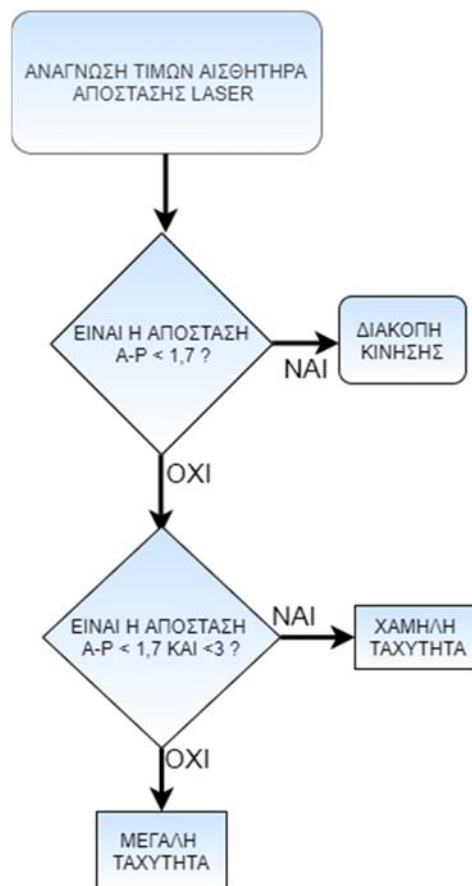 ΑΝΑΓΝΩΣΗ ΤΙΜΩΝ ΑΙΣΘΗΤΗΡΑ
ΑΠΟΣΤΑΣΗΣ LASER
ΕΙΝΑΙ Η ΑΠΟΣΤΑΣΗ
Α-Ρ < 1,7 ?
ΝΑΙ
ΔΙΑΚΟΠΗ
ΚΙΝΗΣΗΣ
ΟΧΙ
ΕΙΝΑΙ Η ΑΠΟΣΤΑΣΗ
Α-Ρ < 1,7 ΚΑΙ <3 ?
ΝΑΙ
ΧΑΜΗΛΗ
ΤΑΧΥΤΗΤΑ
ΟΧΙ
ΜΕΓΑΛΗ
ΤΑΧΥΤΗΤΑ